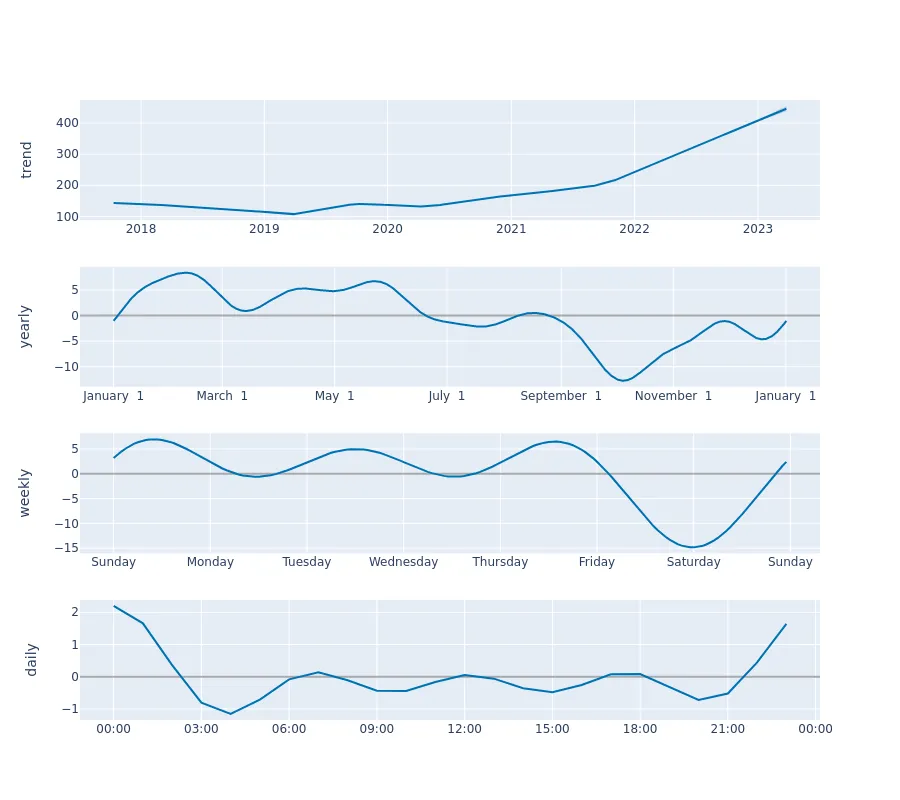 trend
400
300
200
100
2018 2019 2020 2021 2022 2023
yearly
5
0
−5
−10
January 1 March 1 May 1 July 1 September 1 November 1 January 1
weekly
5
0
−5
−10
−15
Sunday Monday Tuesday Wednesday Thursday Friday Saturday Sunday
daily
2
1
0
−1
00:00 03:00 06:00 09:00 12:00 15:00 18:00 21:00 00:00